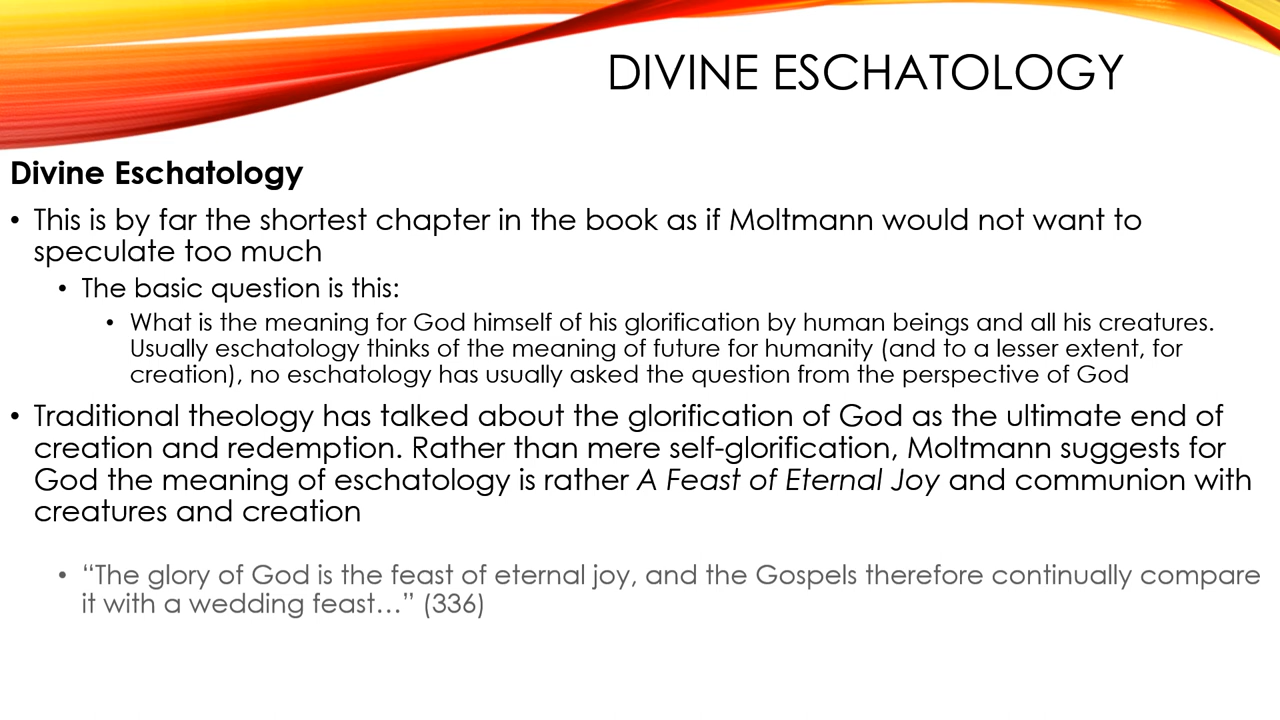 DIVINE ESCHATOLOGY
Divine Eschatology
• This is by far the shortest chapter in the book as if Moltmann would not want to
speculate too much
• The basic question is this:
• What is the meaning for God himself of his glorification by human beings and all his creatures.
Usually eschatology thinks of the meaning of future for humanity (and to a lesser extent, for
creation), no eschatology has usually asked the question from the perspective of God
• Traditional theology has talked about the glorification of God as the ultimate end of
creation and redemption. Rather than mere self-glorification, Moltmann suggests for
God the meaning of eschatology is rather A Feast of Eternal Joy and communion with
creatures and creation
• “The glory of God is the feast of eternal joy, and the Gospels therefore continually compare
it with a wedding feast…” (336)